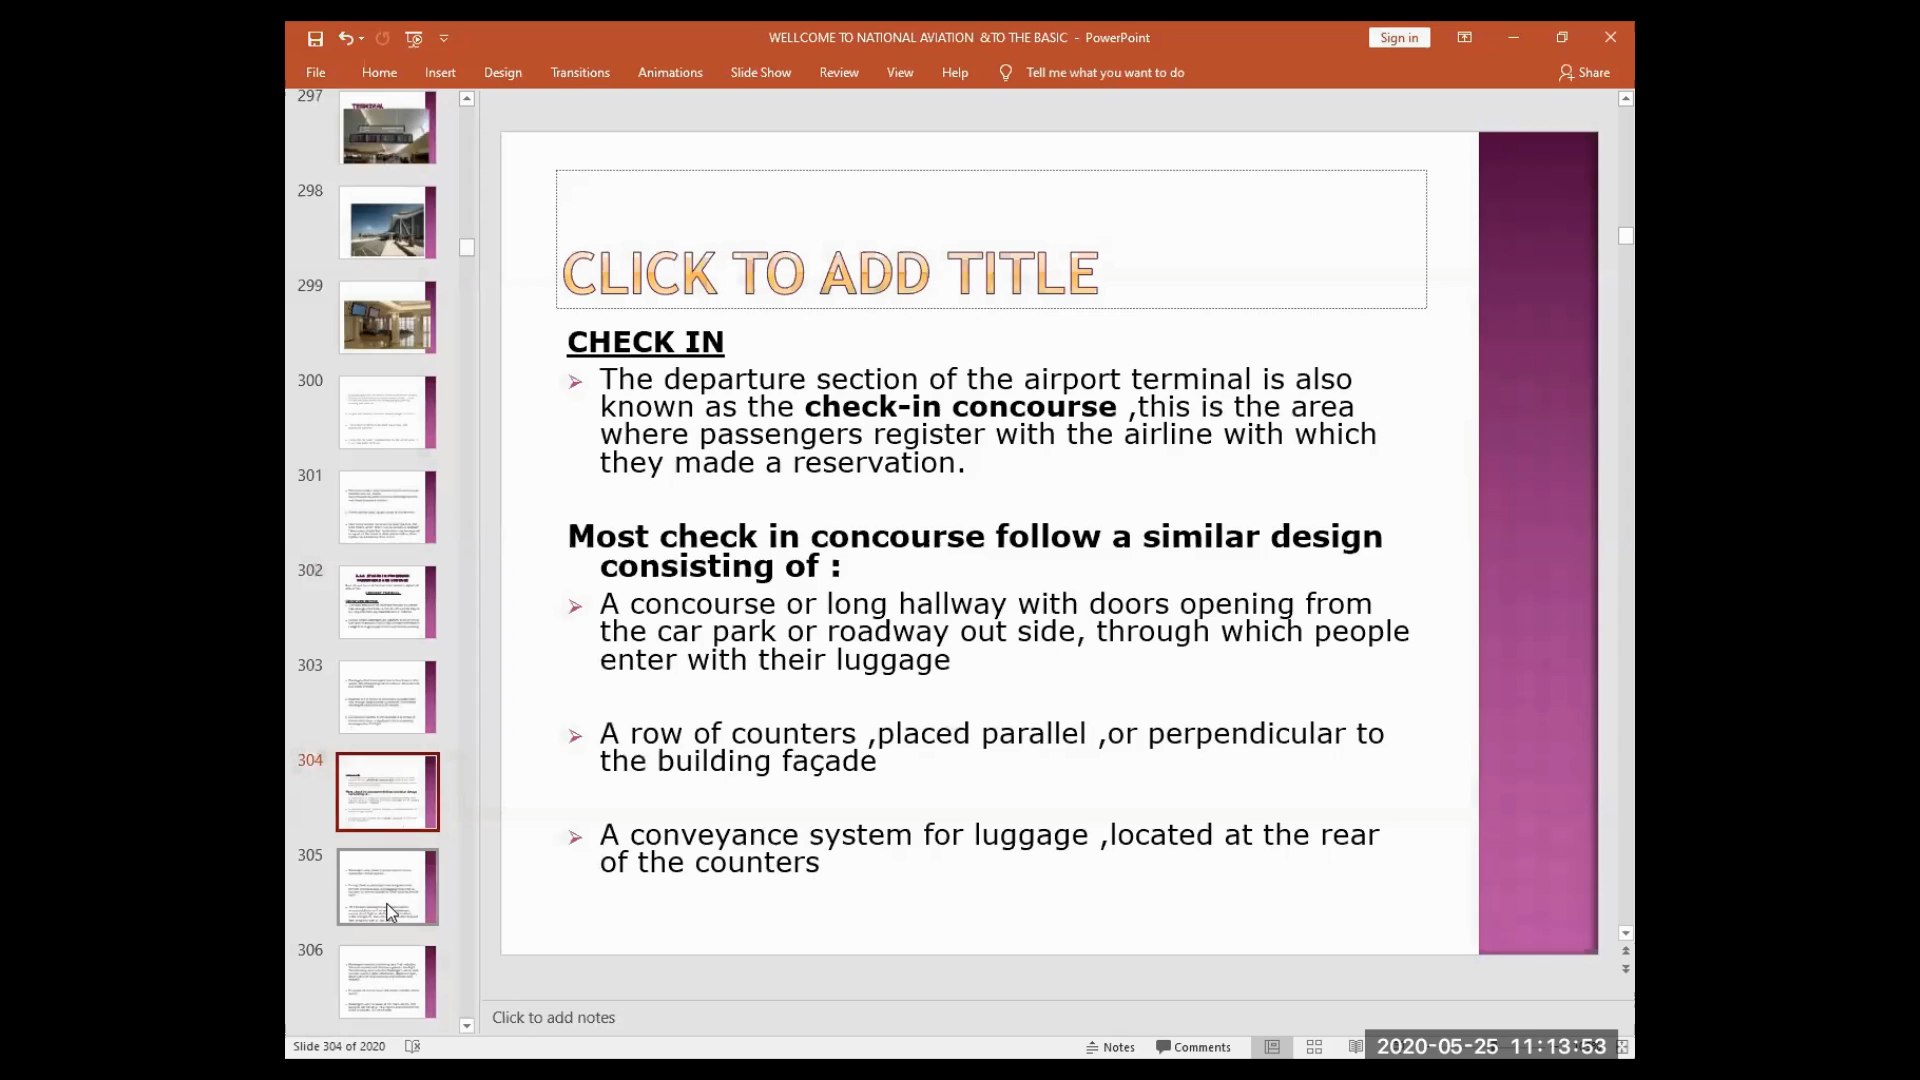 WELLCOME TO NATIONAL AVIATION &TO THE BASIC - PowerPoint
Sign in
File Home Insert Design Transitions Animations Slide Show Review View Help Tell me what you want to do Share
297
TERMINAL
298
299
300
301
302
303
304
305
306
CLICK TO ADD TITLE
CHECK IN
The departure section of the airport terminal is also
known as the check-in concourse ,this is the area
where passengers register with the airline with which
they made a reservation.
Most check in concourse follow a similar design
consisting of :
A concourse or long hallway with doors opening from
the car park or roadway out side, through which people
enter with their luggage
A row of counters ,placed parallel ,or perpendicular to
the building façade
A conveyance system for luggage ,located at the rear
of the counters
Click to add notes
Slide 304 of 2020
Notes Comments
2020-05-25 11:13:53